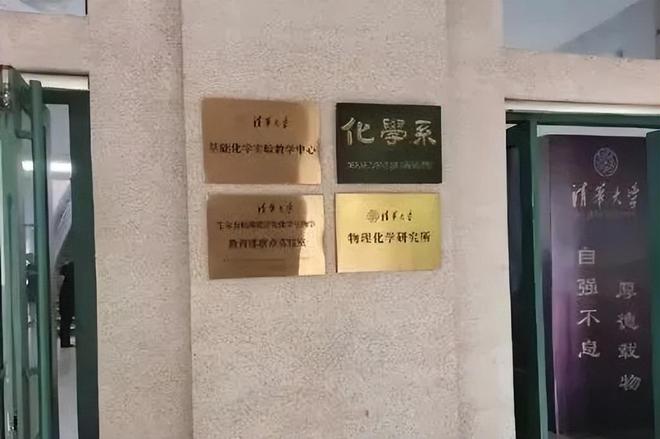 清华大学
基础化学实验教学中心
化學系
清华大学
教育部重点实验室
清华大学
物理化学研究所
清华大学
自强不息
厚德载物